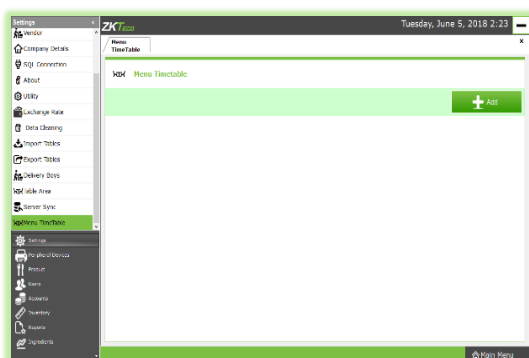 Settings
Vendor
Company Details
SQL Connection
About
Utility
Exchange Rate
Data Cleaning
Import Tables
Export Tables
Delivery Boys
Table Area
Server Sync
Menu TimeTable
Settings
Peripheral Devices
Product
Users
Accounts
Inventory
Reports
Ingredients
ZKTeco
Tuesday, June 5, 2018 2:23
Menu
TimeTable
x
Menu Timetable
Add
Main Menu